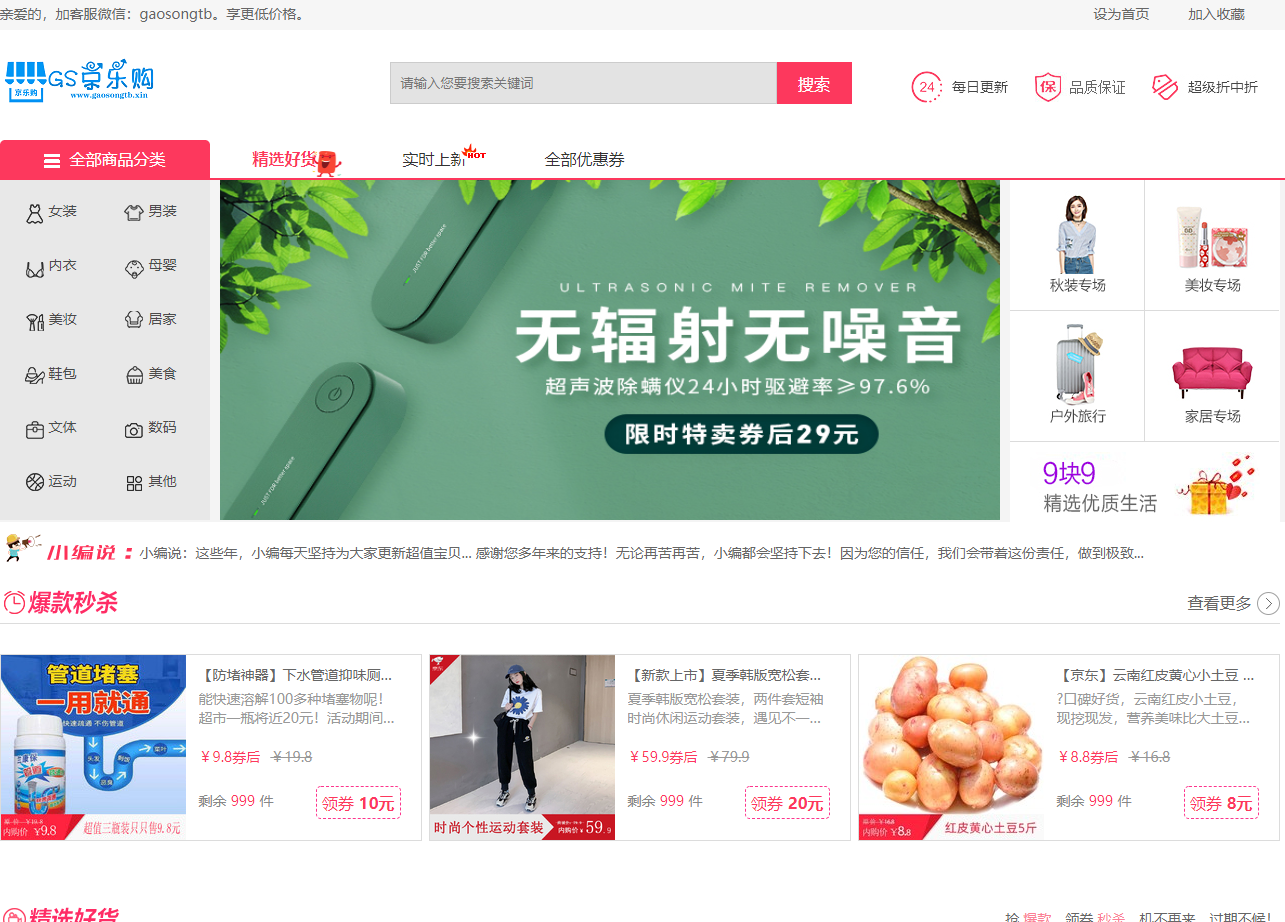 亲爱的，加客服微信：gaosongtb。享更低价格。
设为首页 加入收藏
GS京乐购
京乐购
www.gaosongtb.xin
请输入您要搜索关键词
搜索
24 每日更新
保 品质保证
超级折中折
全部商品分类
精选好货
实时上新
HOT
全部优惠券
女装 男装
内衣 母婴
美妆 居家
鞋包 美食
文体 数码
运动 其他
JUST FOR better space
JUST FOR better space
ULTRASONIC MITE REMOVER
无辐射无噪音
超声波除螨仪24小时驱避率≥97.6%
限时特卖券后29元
秋装专场 美妆专场
户外旅行 家居专场
9块9
精选优质生活
小编说：
小编说：这些年，小编每天坚持为大家更新超值宝贝... 感谢您多年来的支持！无论再苦再苦，小编都会坚持下去！因为您的信任，我们会带着这份责任，做到极致...
爆款秒杀
查看更多
管道堵塞
一用就通
快速疏通 不伤管道
内购价 ¥9.8
超值三瓶装只只售9.8元
【防堵神器】下水管道抑味厕...
能快速溶解100多种堵塞物呢！
超市一瓶将近20元！活动期间...
￥9.8券后 ￥19.8
剩余 999 件
领券 10元
时尚个性运动套装
内购价 ¥ 59.9
【新款上市】夏季韩版宽松套...
夏季韩版宽松套装，两件套短袖
时尚休闲运动套装，遇见不一...
￥59.9券后 ￥79.9
剩余 999 件
领券 20元
内购价 ¥8.8
红皮黄心小土豆5斤
【京东】云南红皮黄心小土豆 ...
?口碑好货，云南红皮小土豆，
现挖现发，营养美味比大土豆...
￥8.8券后 ￥16.8
剩余 999 件
领券 8元
精选好货
抢 爆款 领券 秒杀 机不再来 过期不候！